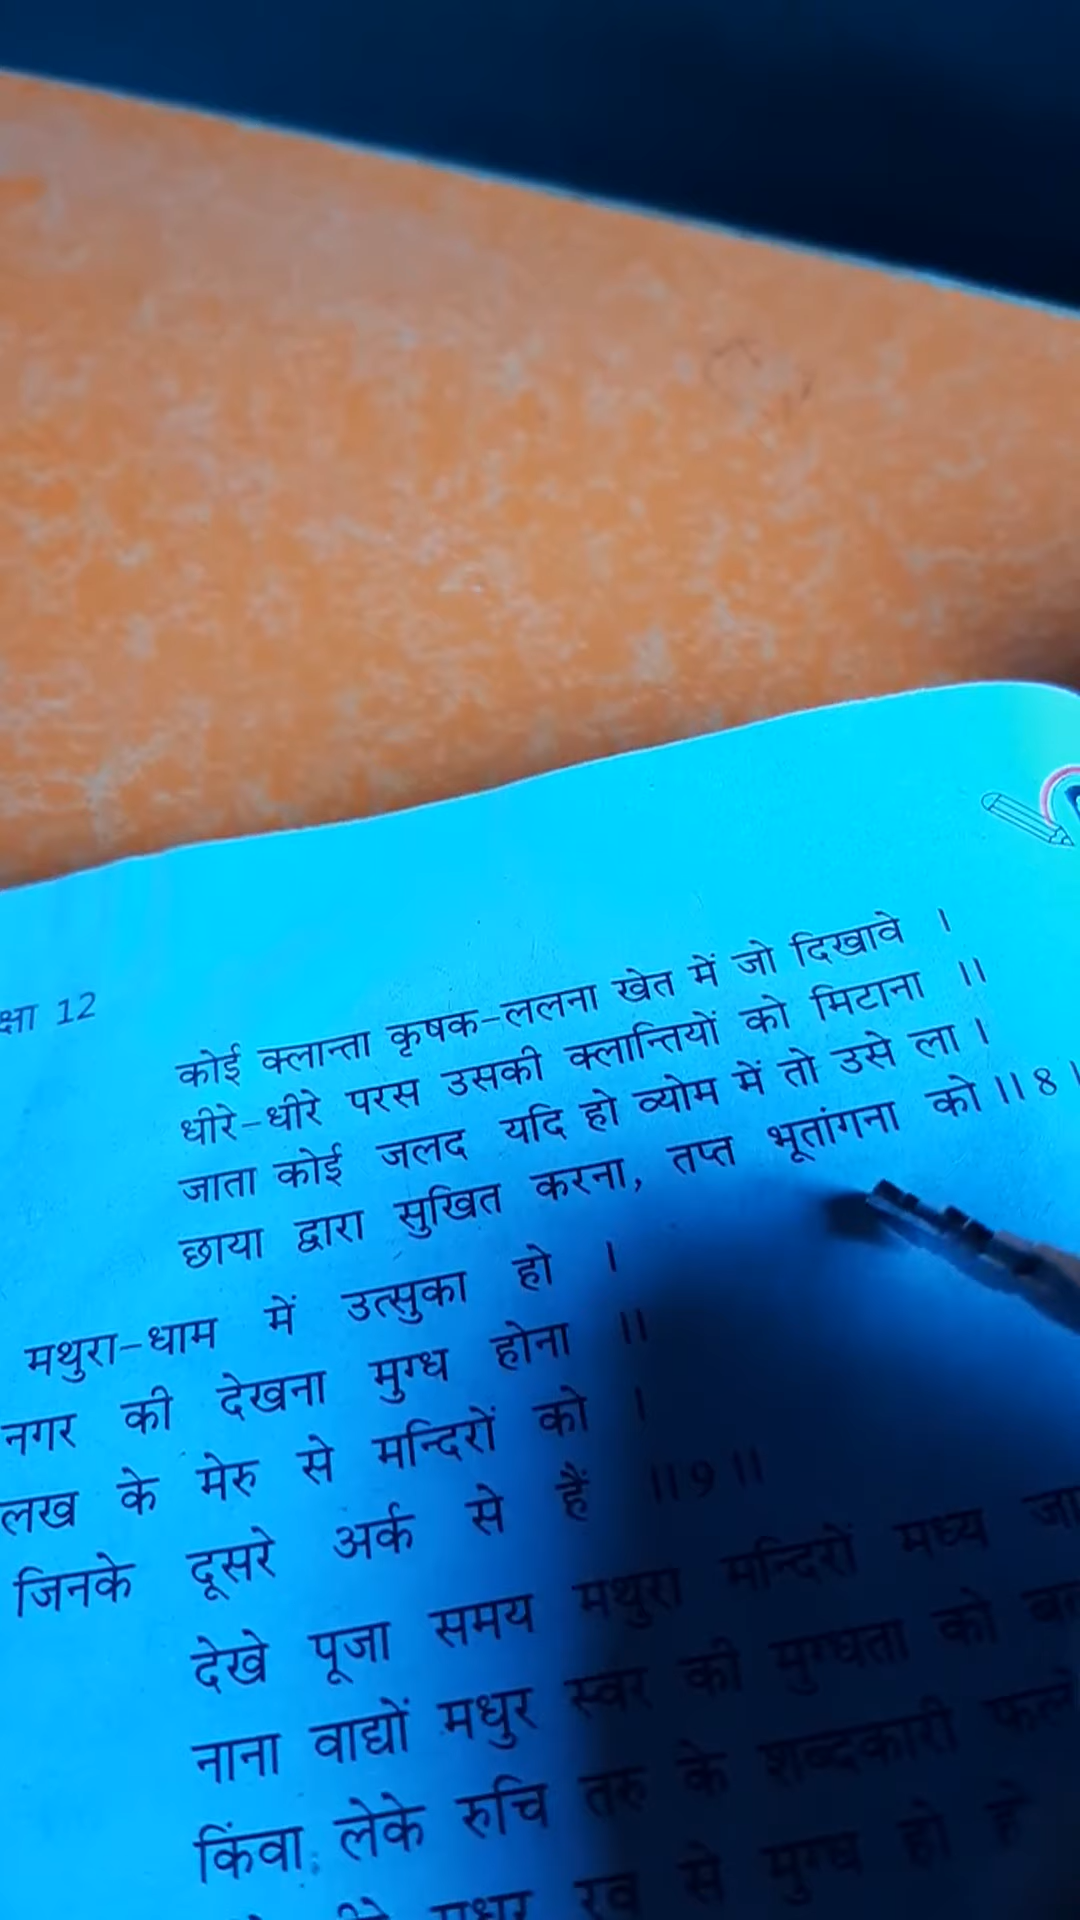 क्षा 12
कोई क्लान्ता कृषक-ललना खेत में जो दिखावे ।
धीरे-धीरे परस उसकी क्लान्तियों को मिटाना ।।
जाता कोई जलद यदि हो व्योम में तो उसे ला ।
छाया द्वारा सुखित करना, तप्त भूतांगना को ।। 8 ।
मथुरा-धाम में उत्सुका हो ।
नगर की देखना मुग्ध होना ।।
लख के मेरु से मन्दिरों को ।
जिनके दूसरे अर्क से हैं ।। 9 ।।
देखे पूजा समय मथुरा मन्दिरों मध्य जा
नाना वाद्यों मधुर स्वर की मुग्धता को
किंवा लेके रुचि तरु के शब्दकारी
मधुर रव से मुग्ध हो